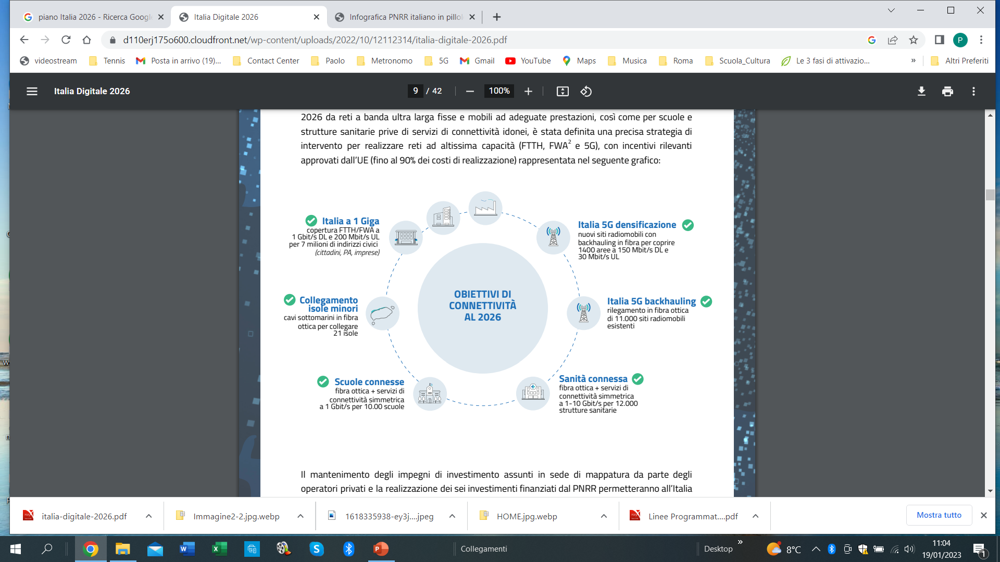 piano Italia 2026 - Ricerca Google
Italia Digitale 2026
Infografica PNRR italiano in pillol
d110erj175o600.cloudfront.net/wp-content/uploads/2022/10/12112314/italia-digitale-2026.pdf
P
videostream
Tennis
Posta in arrivo (19)...
Contact Center
Paolo
Metronomo
5G
Gmail
YouTube
Maps
Musica
Roma
Scuola_Cultura
Le 3 fasi di attivazio...
»
Altri Preferiti
Italia Digitale 2026
9 / 42
100%
2026 da reti a banda ultra larga fisse e mobili ad adeguate prestazioni, così come per scuole e
strutture sanitarie prive di servizi di connettività idonei, è stata definita una precisa strategia di
intervento per realizzare reti ad altissima capacità (FTTH, FWA² e 5G), con incentivi rilevanti
approvati dall'UE (fino al 90% dei costi di realizzazione) rappresentata nel seguente grafico:
Italia a 1 Giga
copertura FTTH/FWA a
1 Gbit/s DL e 200 Mbit/s UL
per 7 milioni di indirizzi civici
(cittadini, PA, imprese)
Italia 5G densificazione
nuovi siti radiomobili con
backhauling in fibra per coprire
1400 aree a 150 Mbit/s DL e
30 Mbit/s UL
Collegamento
isole minori
cavi sottomarini in fibra
ottica per collegare
21 isole
OBIETTIVI DI
CONNETTIVITÀ
AL 2026
Italia 5G backhauling
rilegamento in fibra ottica
di 11.000 siti radiomobili
esistenti
Scuole connesse
fibra ottica + servizi di
connettività simmetrica
a 1 Gbit/s per 10.00 scuole
Sanità connessa
fibra ottica + servizi di
connettività simmetrica
a 1-10 Gbit/s per 12.000
strutture sanitarie
Il mantenimento degli impegni di investimento assunti in sede di mappatura da parte degli
operatori privati e la realizzazione dei sei investimenti finanziati dal PNRR permetteranno all'Italia
italia-digitale-2026.pdf
Immagine2-2.jpg.webp
1618335938-ey3j....jpeg
HOME.jpg.webp
Linee Programmat....pdf
Mostra tutto
Collegamenti
Desktop
»
8°C
11:04
19/01/2023
1